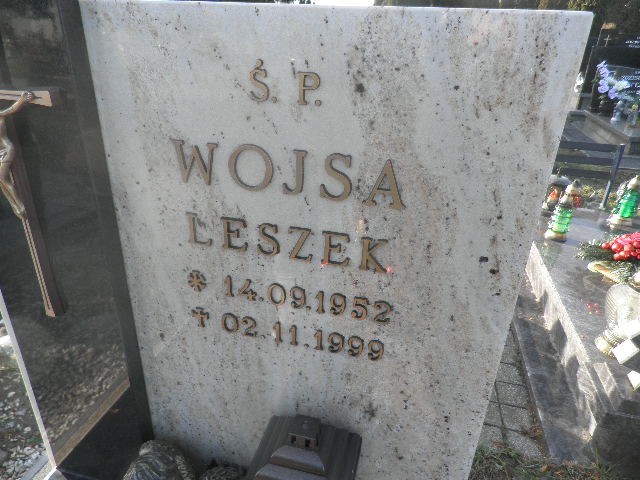 Ś. P.
WOJSA
LESZEK
* 14.09.1952
✝ 02.11.1999